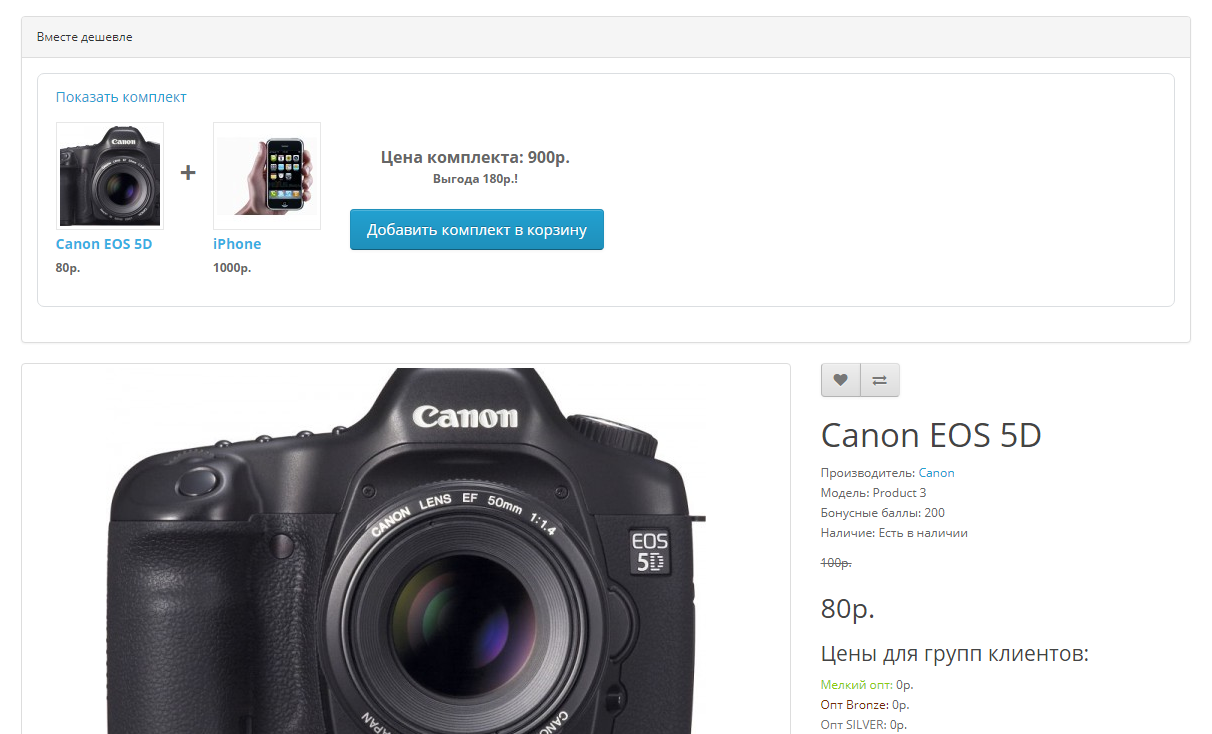 Вместе дешевле
Показать комплект
Canon
+
Цена комплекта: 900р.
Выгода 180р.!
Добавить комплект в корзину
Canon EOS 5D
iPhone
80р.
1000р.
Canon
CANON LENS EF 50mm 1:1.4
EOS
5D
JAPAN
Canon EOS 5D
Производитель: Canon
Модель: Product 3
Бонусные баллы: 200
Наличие: Есть в наличии
100р.
80р.
Цены для групп клиентов:
Мелкий опт: 0р.
Опт Bronze: 0р.
Опт SILVER: 0р.